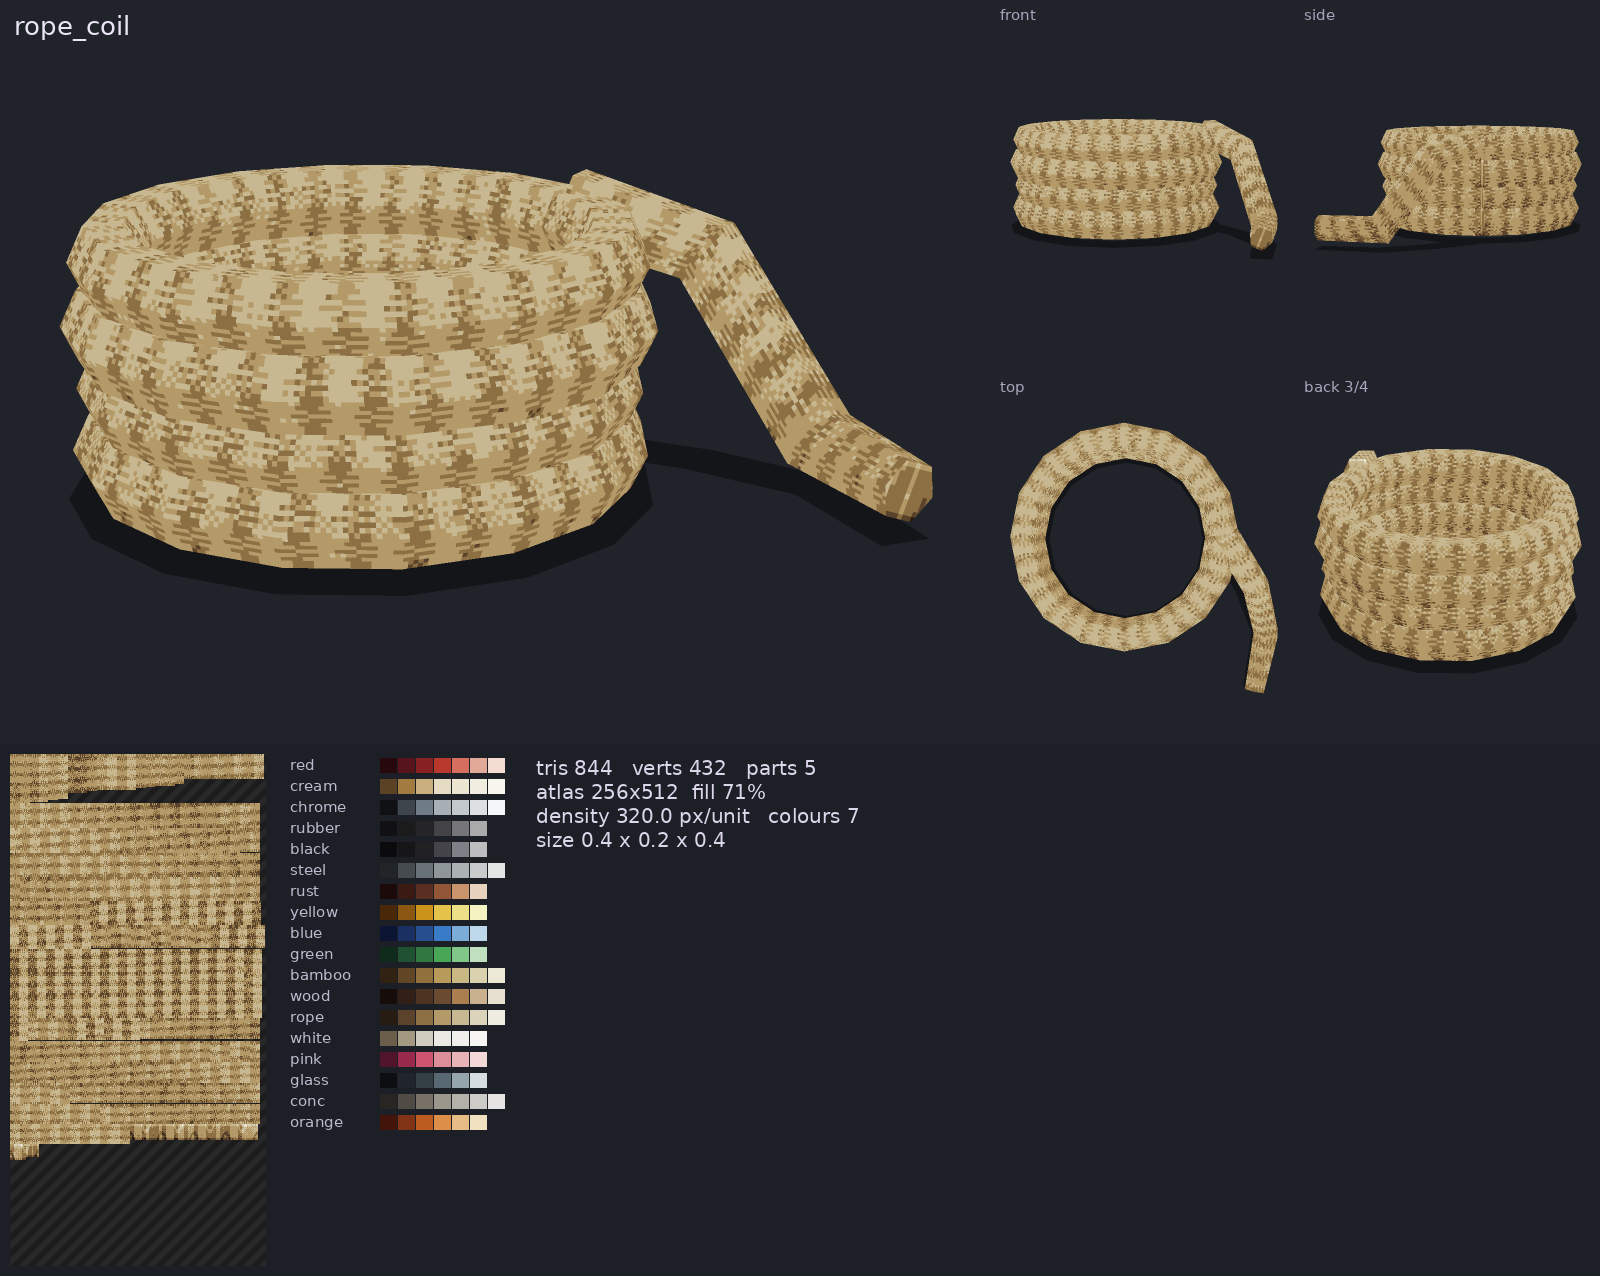 rope_coil
front
side
top
back 3/4
red
cream
chrome
rubber
black
steel
rust
yellow
blue
green
bamboo
wood
rope
white
pink
glass
conc
orange
tris 844 verts 432 parts 5
atlas 256x512 fill 71%
density 320.0 px/unit colours 7
size 0.4 x 0.2 x 0.4